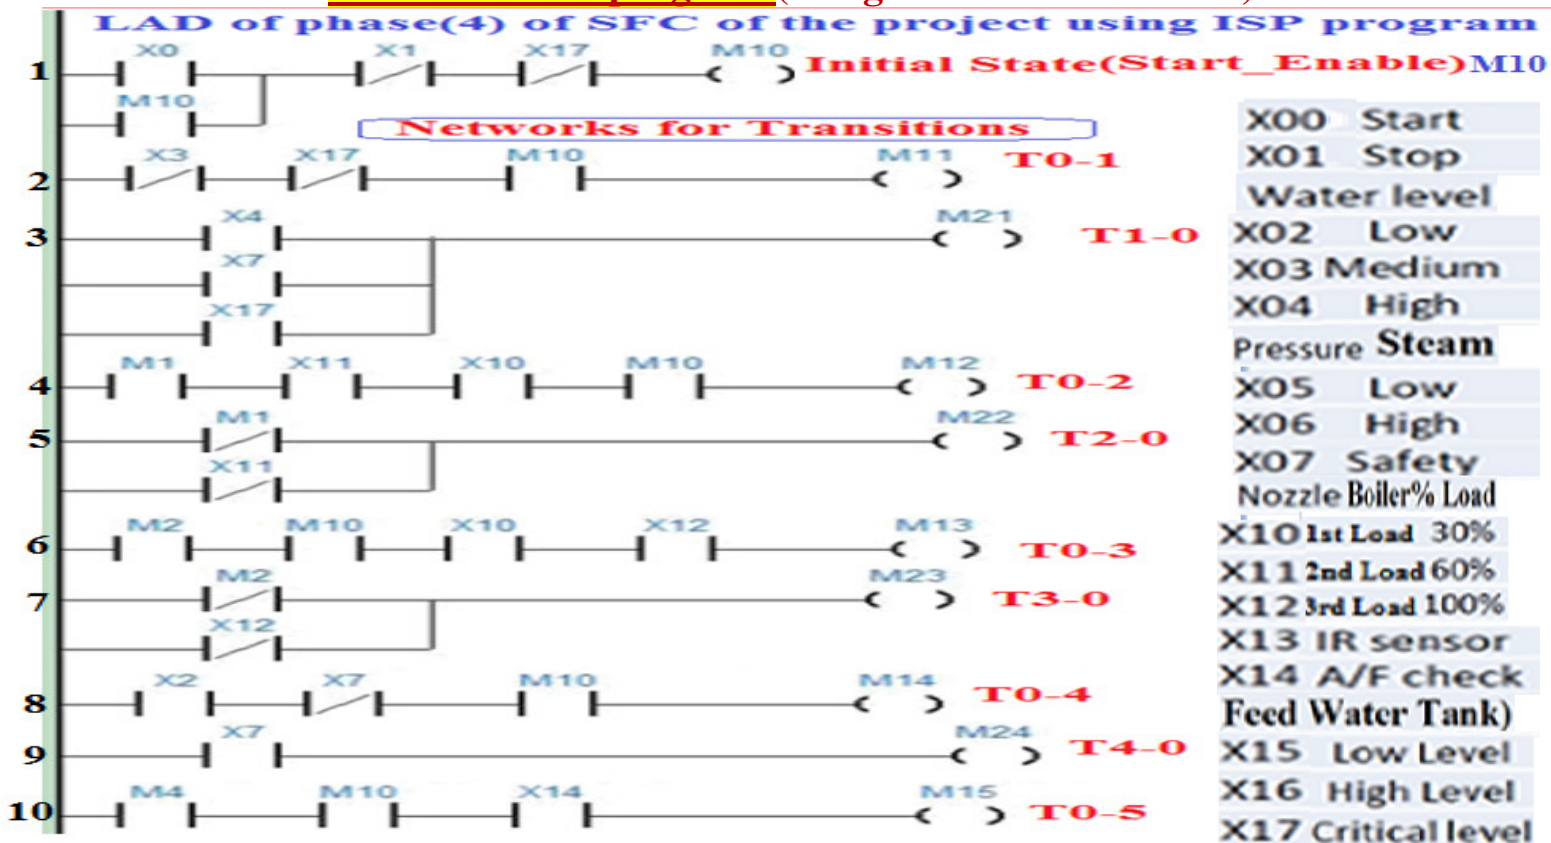 LAD of phase(4) of SFC of the project using ISP program
X0 X1 X17 M10
1 Initial State(Start_Enable)M10
M10
Networks for Transitions
X00 Start
X3 X17 M10 M11 T0-1
X01 Stop
2
Water level
X4 M21
3 T1-0
X02 Low
X7
X03 Medium
X17
X04 High
Pressure Steam
M1 X11 X10 M10 M12
4 T0-2
X05 Low
M1 M22
X06 High
5 T2-0
X11
X07 Safety
Nozzle Boiler% Load
M2 M10 X10 X12 M13
X10 1st Load 30%
6 T0-3
M2 M23
X11 2nd Load 60%
7 T3-0
X12 3rd Load 100%
X12
X13 IR sensor
X2 X7 M10 M14
X14 A/F check
8 T0-4
Feed Water Tank)
X7 M24
9 T4-0
X15 Low Level
M4 M10 X14 M15
X16 High Level
10 T0-5
X17 Critical level